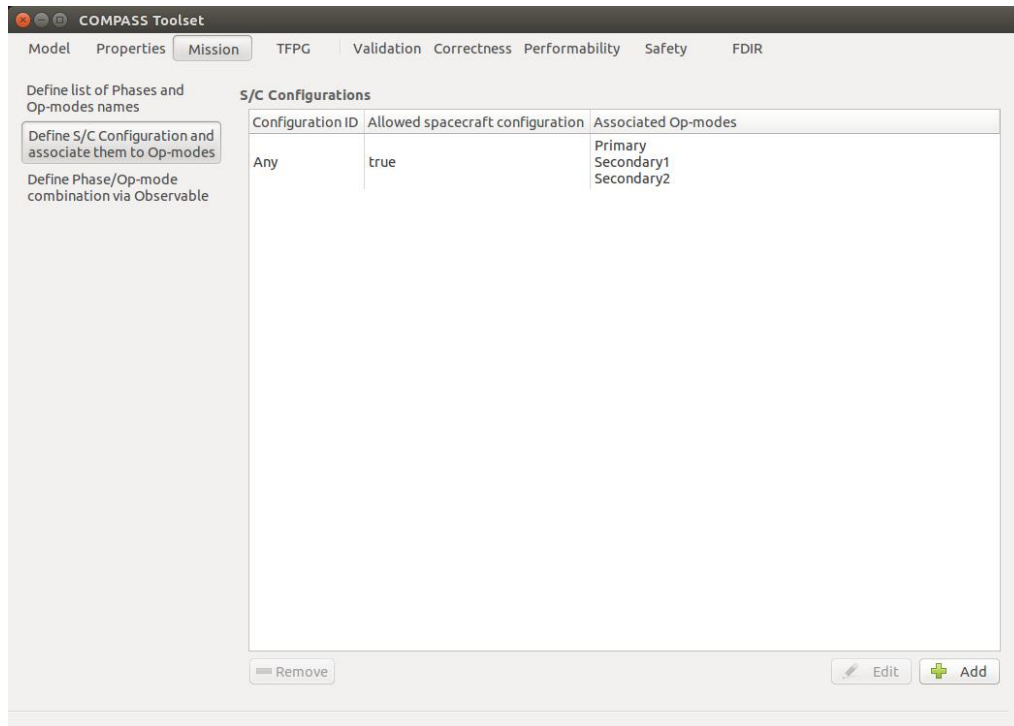 COMPASS Toolset
Model Properties Mission TFPG Validation Correctness Performability Safety FDIR
Define list of Phases and
Op-modes names
Define S/C Configuration and
associate them to Op-modes
Define Phase/Op-mode
combination via Observable
S/C Configurations
Configuration ID Allowed spacecraft configuration Associated Op-modes
Any true Primary
Secondary1
Secondary2
Remove Edit Add